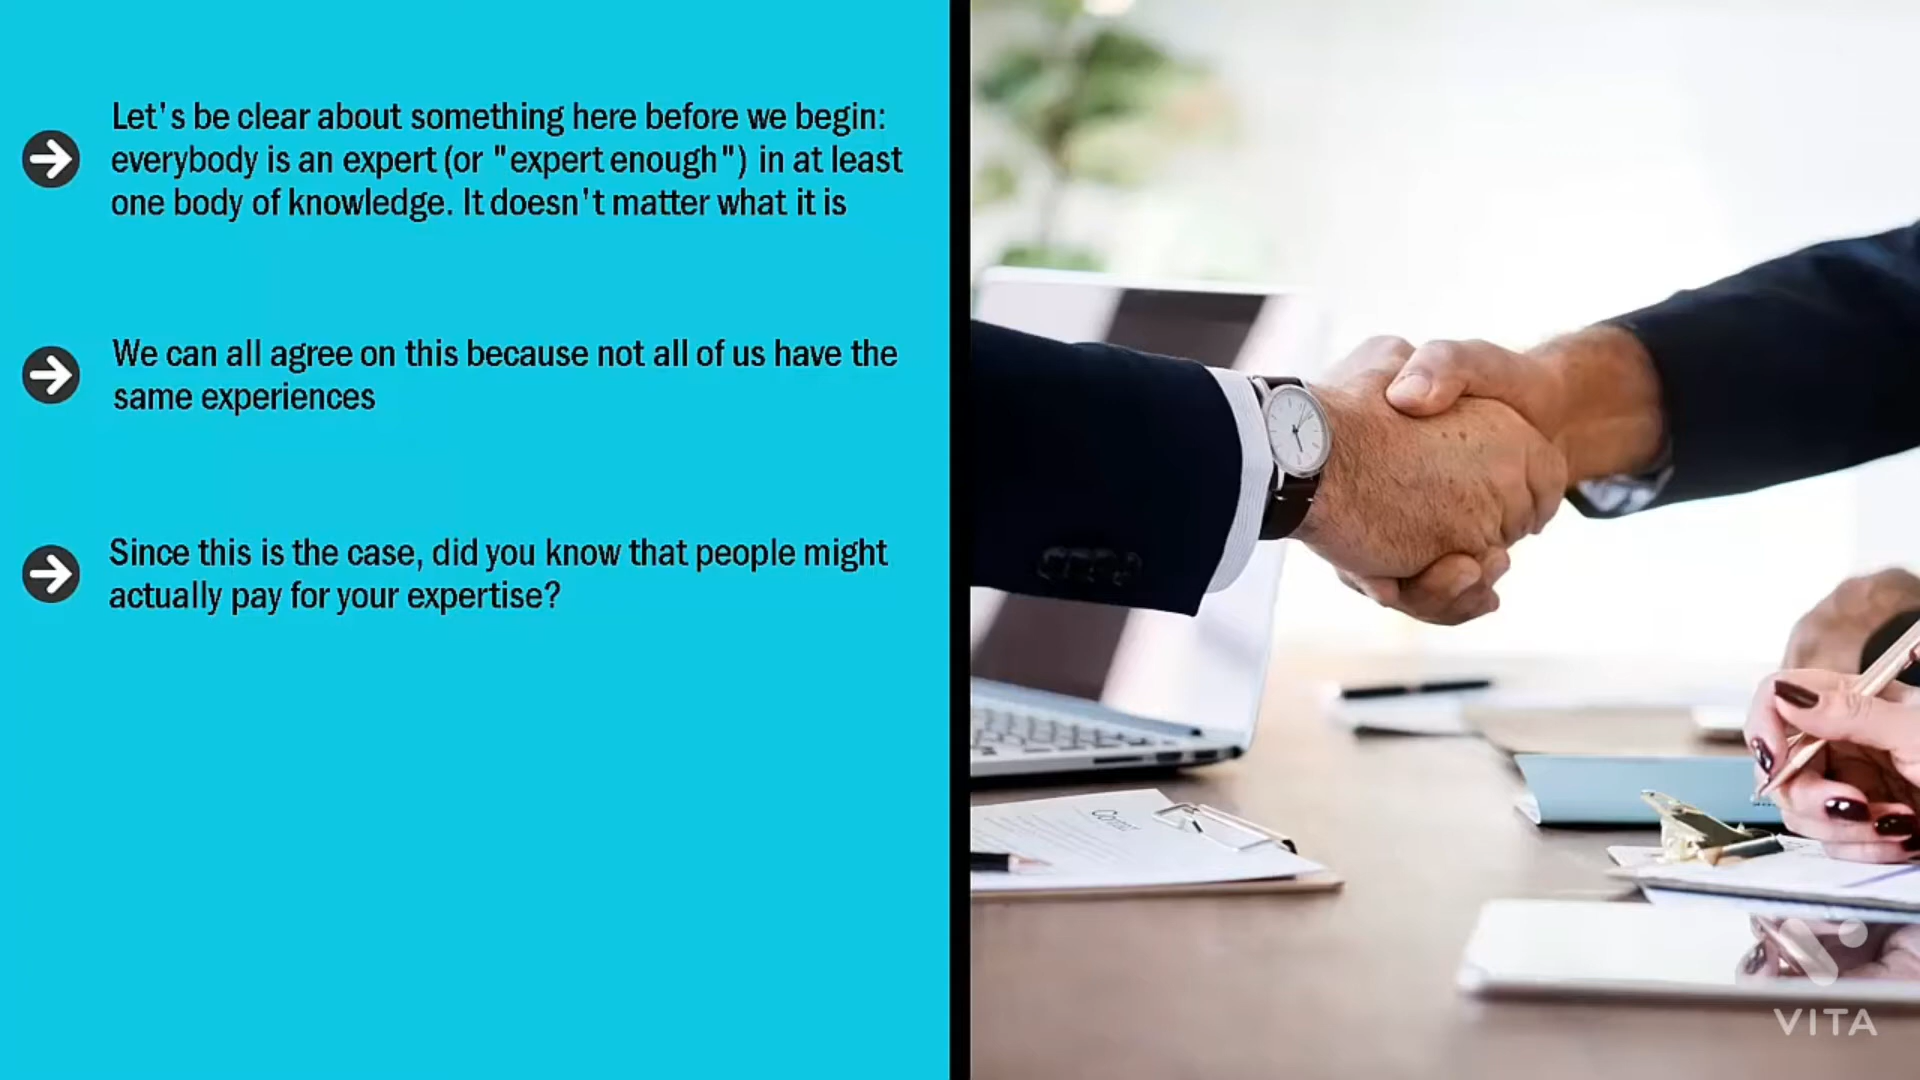 Let's be clear about something here before we begin:
everybody is an expert (or "expert enough") in at least
one body of knowledge. It doesn't matter what it is
We can all agree on this because not all of us have the
same experiences
Since this is the case, did you know that people might
actually pay for your expertise?
VITA